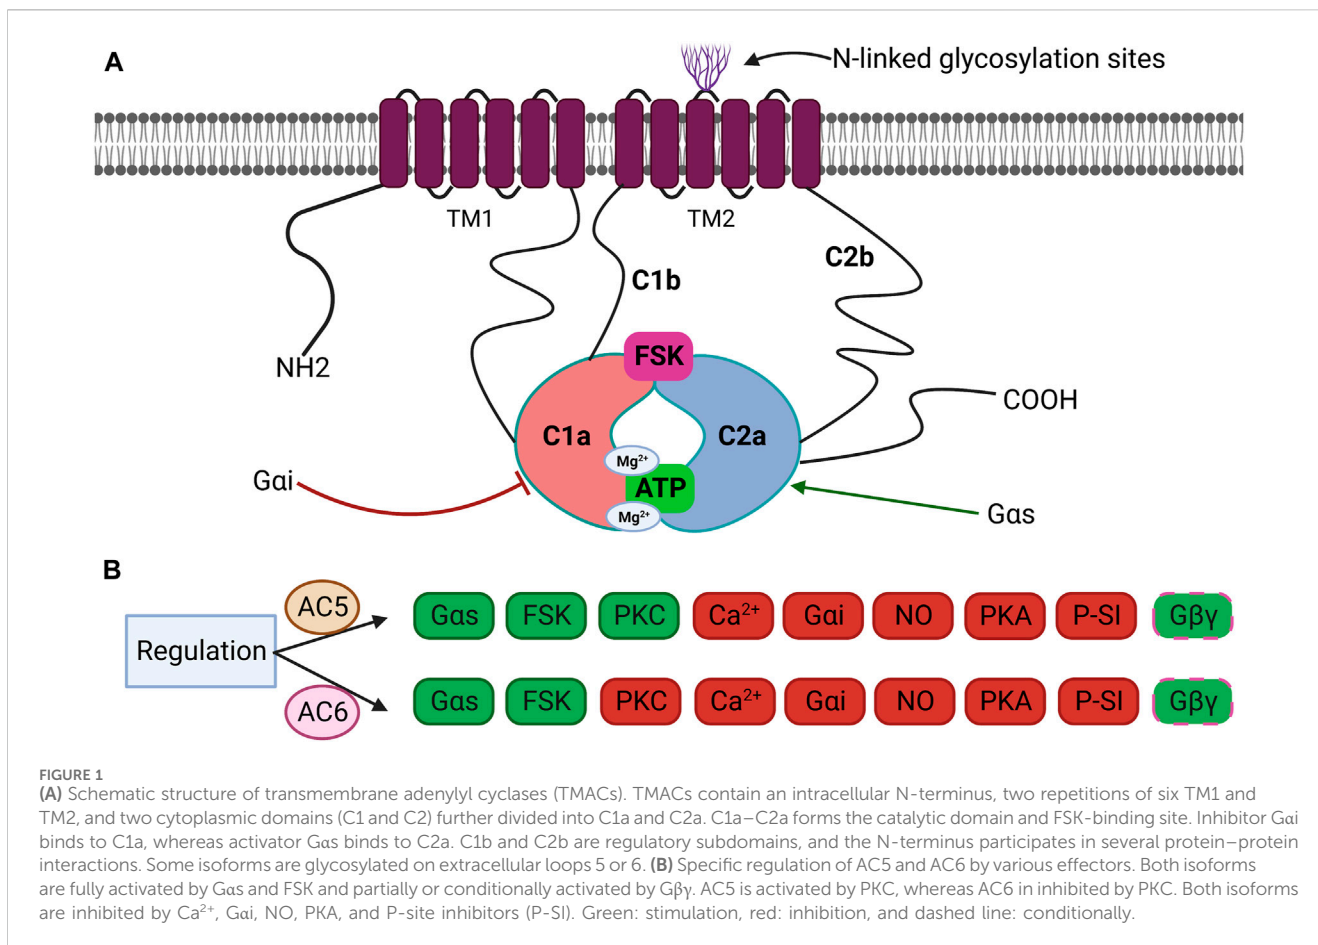 A
N-linked glycosylation sites
TM1
TM2
C1b
C2b
NH2
FSK
COOH
C1a
C2a
Mg²⁺
ATP
Mg²⁺
Gαi
Gαs
B
Regulation
AC5
Gαs FSK PKC Ca²⁺ Gαi NO PKA P-SI Gβγ
AC6
Gαs FSK PKC Ca²⁺ Gαi NO PKA P-SI Gβγ
FIGURE 1
(A) Schematic structure of transmembrane adenylyl cyclases (TMACs). TMACs contain an intracellular N-terminus, two repetitions of six TM1 and
TM2, and two cytoplasmic domains (C1 and C2) further divided into C1a and C2a. C1a–C2a forms the catalytic domain and FSK-binding site. Inhibitor Gαi
binds to C1a, whereas activator Gαs binds to C2a. C1b and C2b are regulatory subdomains, and the N-terminus participates in several protein–protein
interactions. Some isoforms are glycosylated on extracellular loops 5 or 6. (B) Specific regulation of AC5 and AC6 by various effectors. Both isoforms
are fully activated by Gαs and FSK and partially or conditionally activated by Gβγ. AC5 is activated by PKC, whereas AC6 in inhibited by PKC. Both isoforms
are inhibited by Ca²⁺, Gαi, NO, PKA, and P-site inhibitors (P-SI). Green: stimulation, red: inhibition, and dashed line: conditionally.